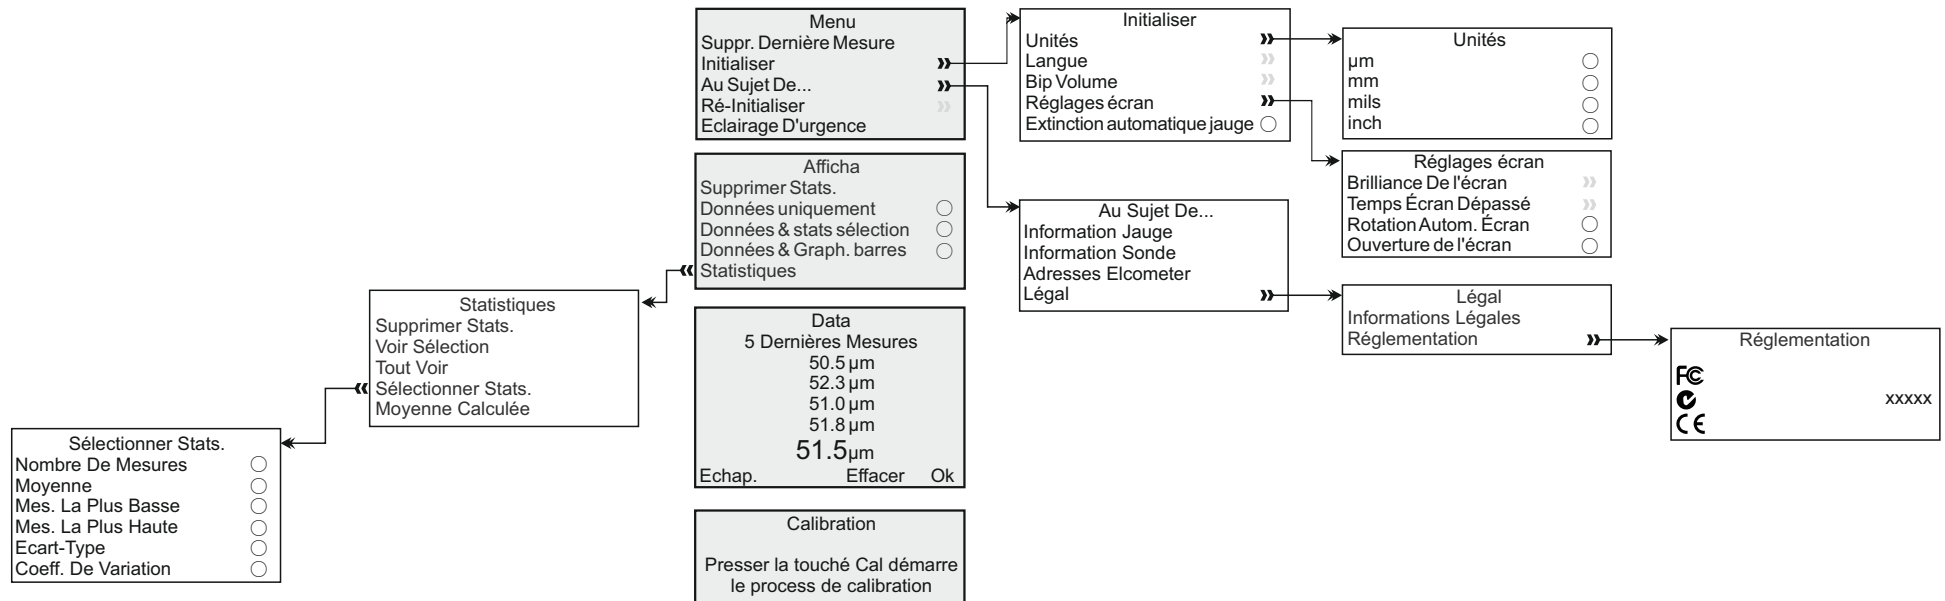 Menu
Suppr. Dernière Mesure
Initialiser
Au Sujet De...
Ré-Initialiser
Eclairage D'urgence
Initialiser
Unités
Langue
Bip Volume
Réglages écran
Extinction automatique jauge
Unités
µm
mm
mils
inch
Réglages écran
Brilliance De l'écran
Temps Écran Dépassé
Rotation Autom. Écran
Ouverture de l'écran
Afficha
Supprimer Stats.
Données uniquement
Données & stats sélection
Données & Graph. barres
Statistiques
Au Sujet De...
Information Jauge
Information Sonde
Adresses Elcometer
Légal
Légal
Informations Légales
Réglementation
Réglementation
FC
xxxxx
CE
Statistiques
Supprimer Stats.
Voir Sélection
Tout Voir
Sélectionner Stats.
Moyenne Calculée
Sélectionner Stats.
Nombre De Mesures
Moyenne
Mes. La Plus Basse
Mes. La Plus Haute
Ecart-Type
Coeff. De Variation
Data
5 Dernières Mesures
50.5 µm
52.3 µm
51.0 µm
51.8 µm
51.5 µm
Echap. Effacer Ok
Calibration
Presser la touché Cal démarre
le process de calibration